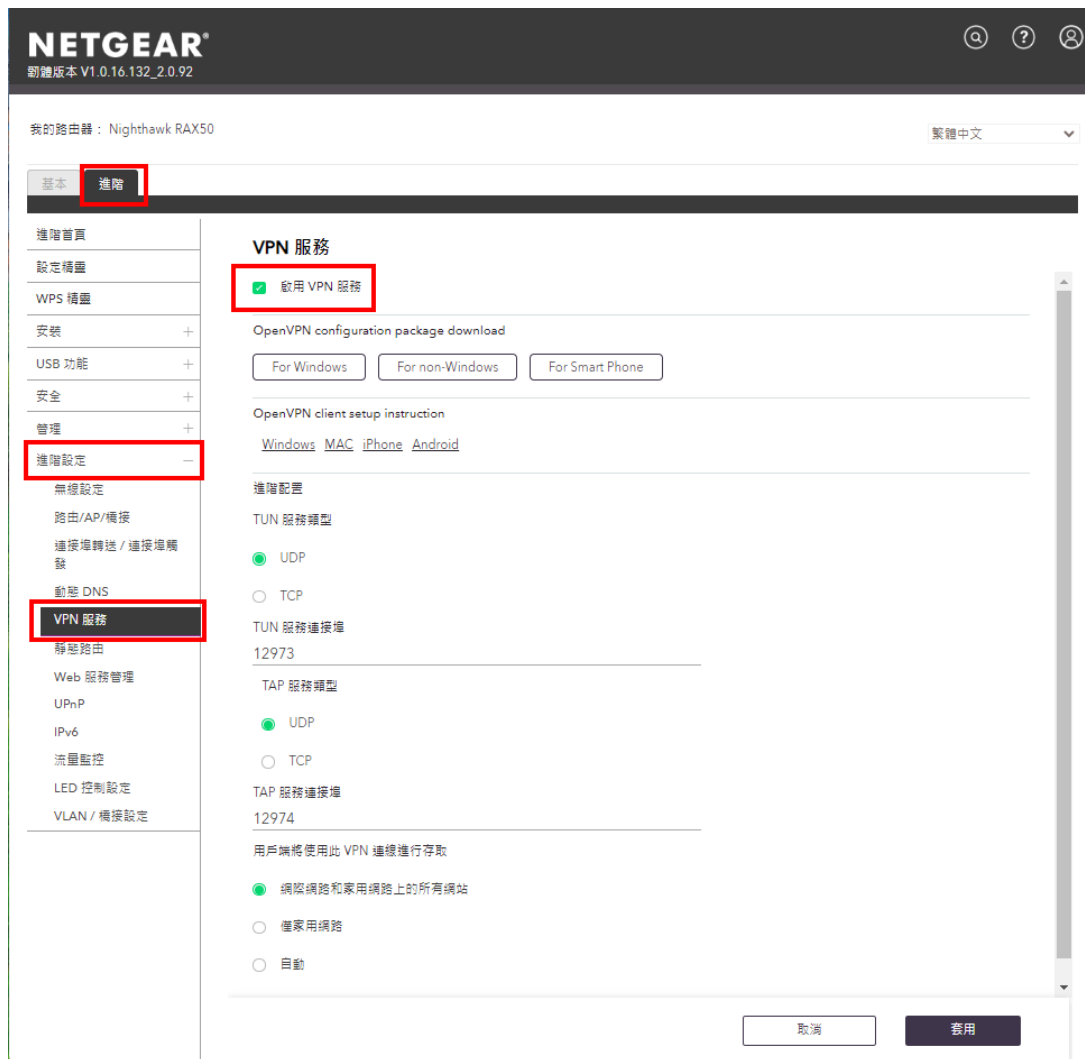 NETGEAR®
韌體版本 V1.0.16.132_2.0.92
我的路由器： Nighthawk RAX50
繁體中文
基本
進階
進階首頁
設定精靈
WPS 精靈
安裝
USB 功能
安全
管理
進階設定
無線設定
路由/AP/橋接
連接埠轉送 / 連接埠觸
發
動態 DNS
VPN 服務
靜態路由
Web 服務管理
UPnP
IPv6
流量監控
LED 控制設定
VLAN / 橋接設定
VPN 服務
啟用 VPN 服務
OpenVPN configuration package download
For Windows For non-Windows For Smart Phone
OpenVPN client setup instruction
Windows MAC iPhone Android
進階配置
TUN 服務類型
UDP
TCP
TUN 服務連接埠
12973
TAP 服務類型
UDP
TCP
TAP 服務連接埠
12974
用戶端將使用此 VPN 連線進行存取
網際網路和家用網路上的所有網站
僅家用網路
自動
取消 套用